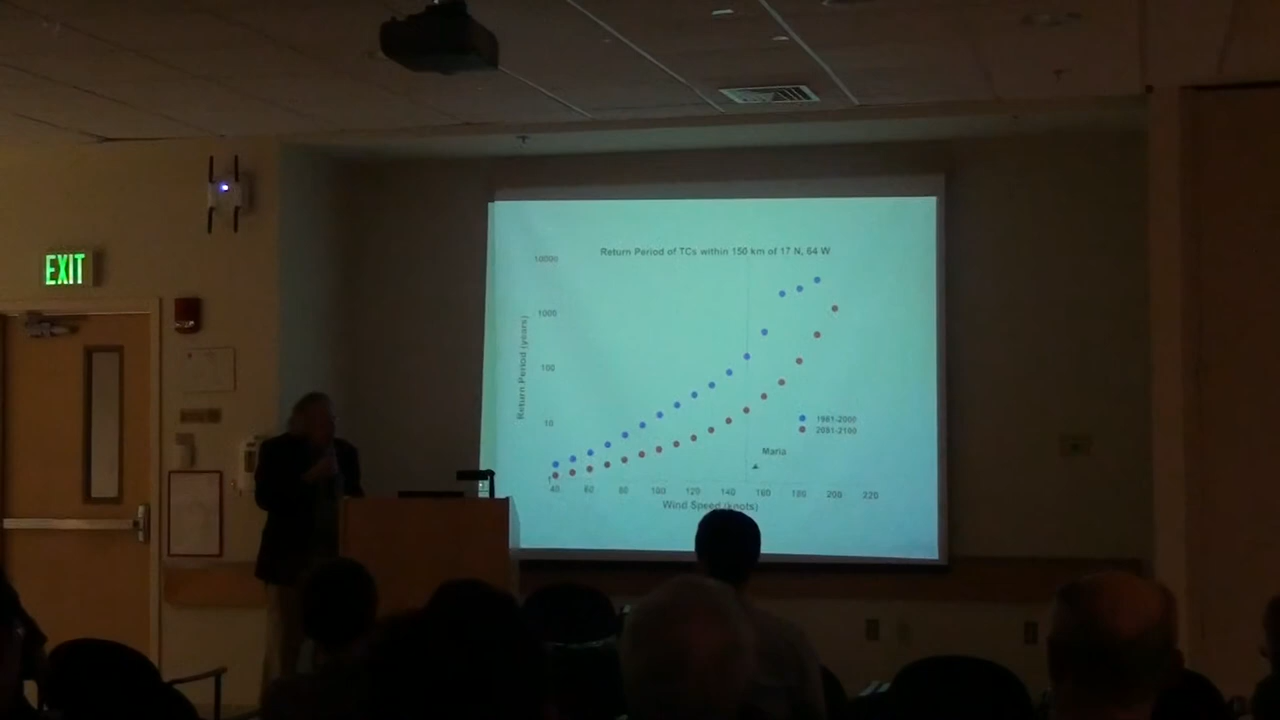 EXIT
Return Period of TCs within 150 km of 17 N, 64 W
10000
1000
100
10
1
Return Period (years)
1981-2000
2081-2100
Maria
40 60 80 100 120 140 160 180 200 220
Wind Speed (knots)